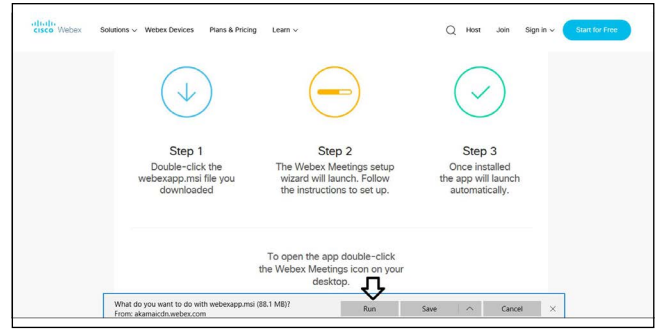 cisco Webex Solutions Webex Devices Plans & Pricing Learn Host Join Sign in Start for Free
Step 1
Double-click the
webexapp.msi file you
downloaded
Step 2
The Webex Meetings setup
wizard will launch. Follow
the instructions to set up.
Step 3
Once installed
the app will launch
automatically.
To open the app double-click
the Webex Meetings icon on your
desktop.
What do you want to do with webexapp.msi (88.1 MB)?
From: akamaicdn.webex.com
Run Save Cancel